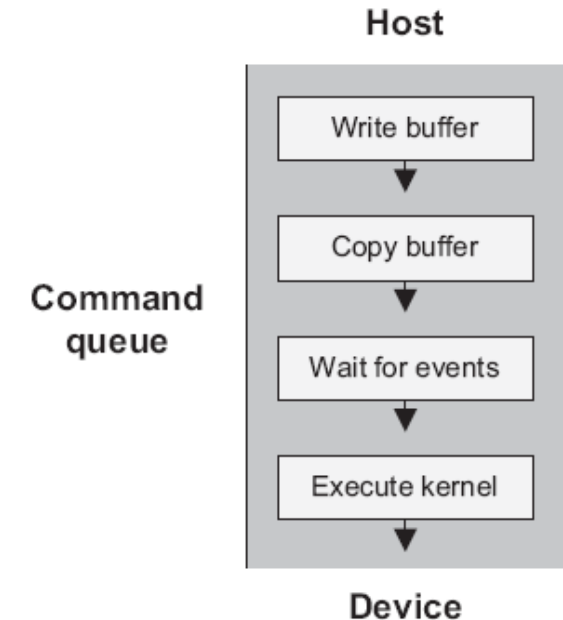 Host
Write buffer
Copy buffer
Command
queue
Wait for events
Execute kernel
Device